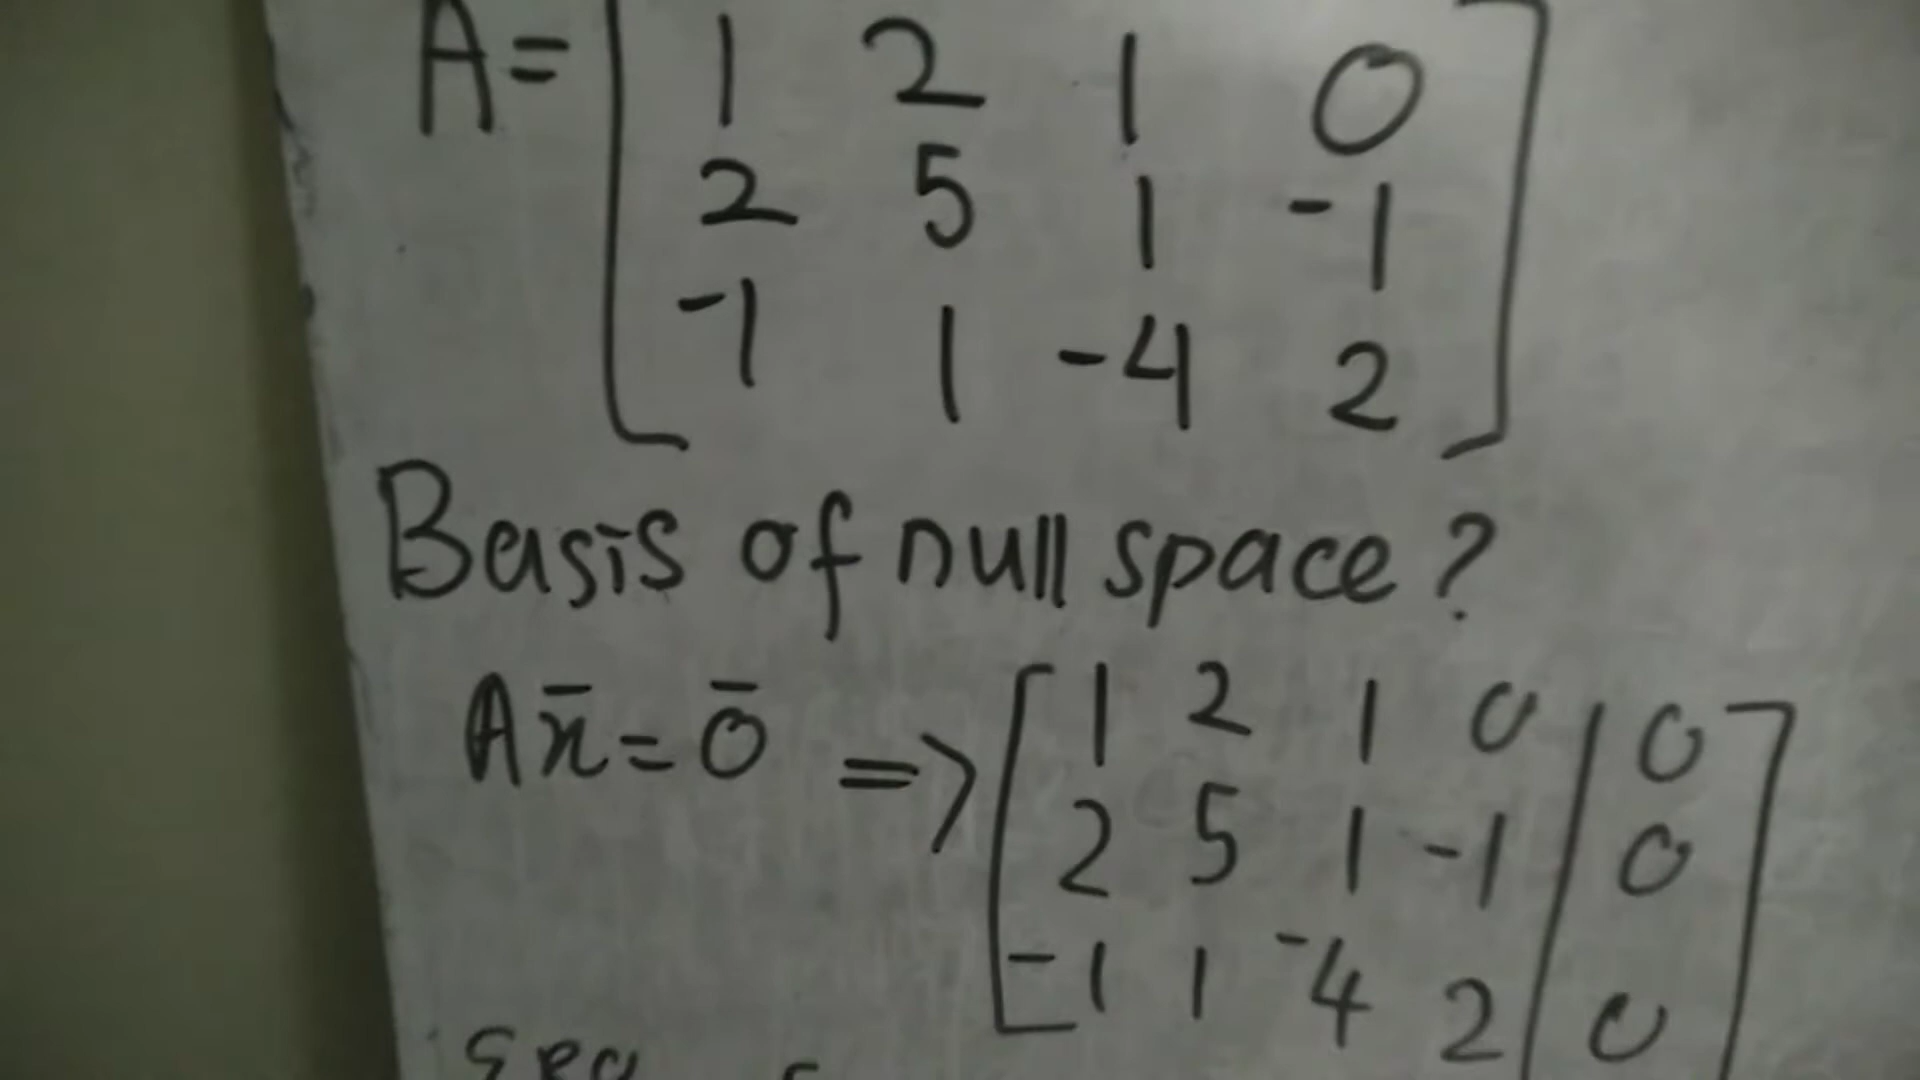 A = [ 1 2 1 0
2 5 1 -1
-1 1 -4 2 ]
Basis of null space?
Ax̄ = 0̄ => [ 1 2 1 0 | 0
2 5 1 -1 | 0
-1 1 -4 2 | 0